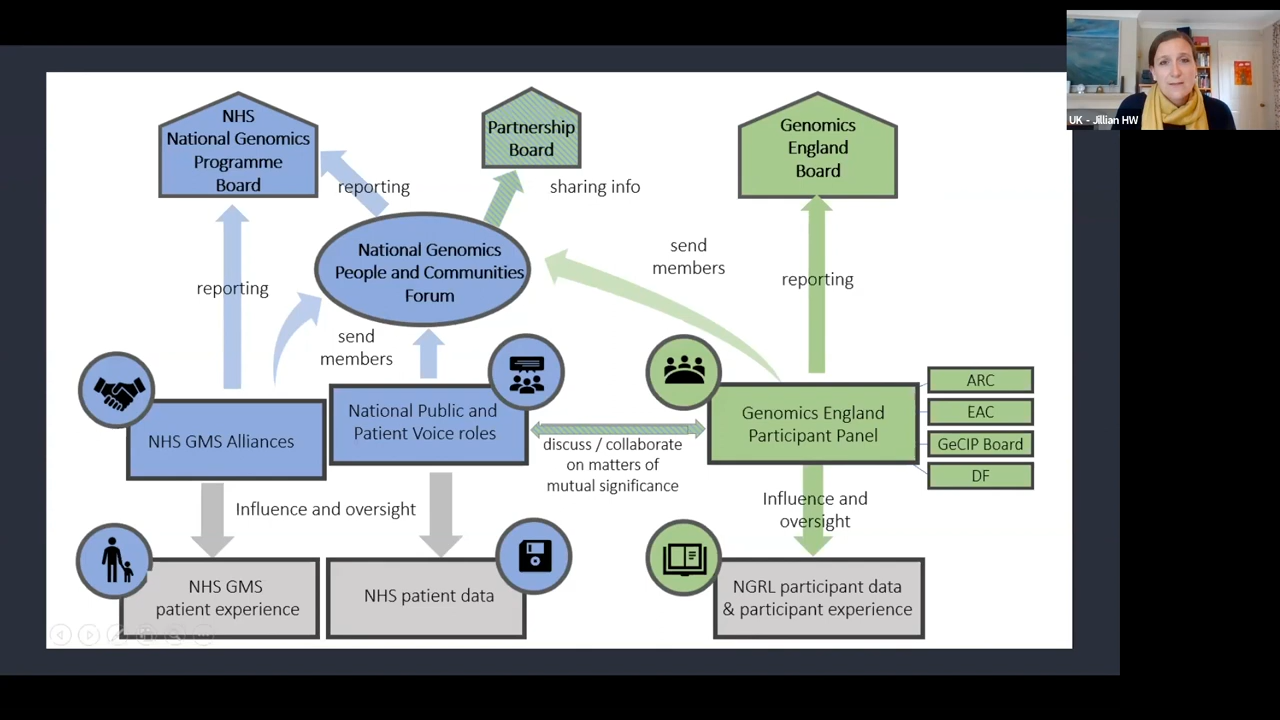 UK - Jillian HW
NHS
National Genomics
Programme
Board
Partnership
Board
Genomics
England
Board
reporting
sharing info
National Genomics
People and Communities
Forum
send
members
reporting
reporting
send
members
NHS GMS Alliances
National Public and
Patient Voice roles
discuss / collaborate
on matters of
mutual significance
Genomics England
Participant Panel
ARC
EAC
GeCIP Board
DF
Influence and oversight
Influence and
oversight
NHS GMS
patient experience
NHS patient data
NGRL participant data
& participant experience